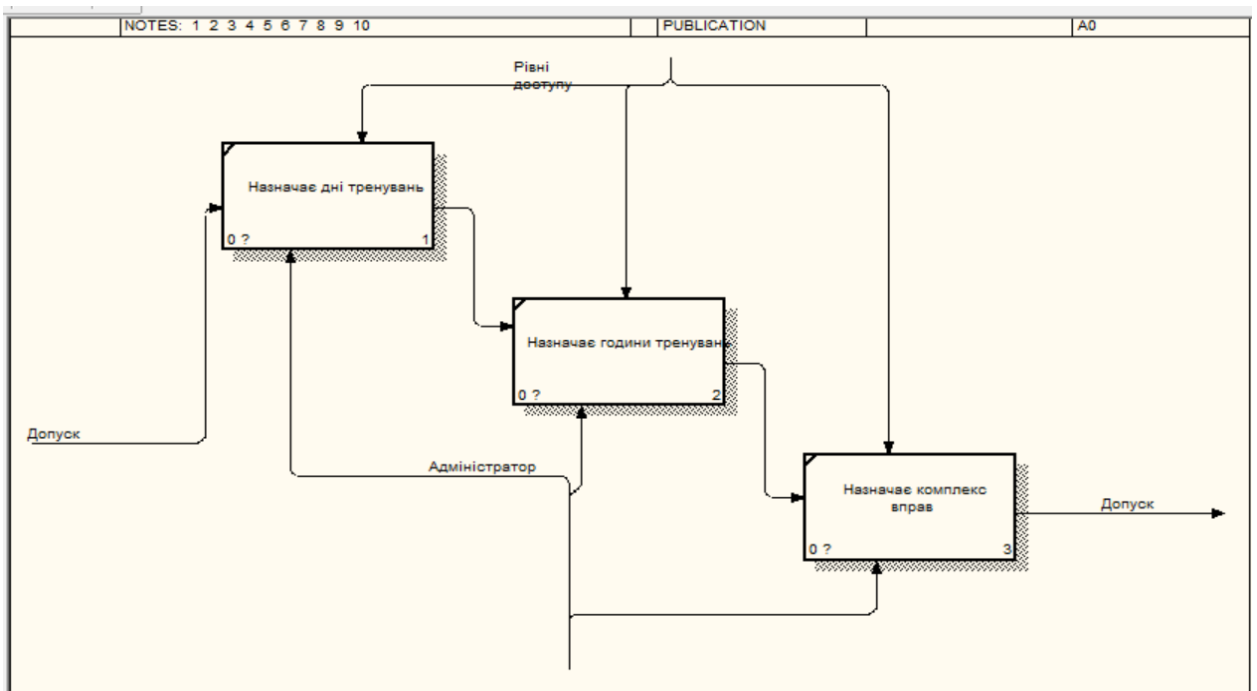 NOTES: 1 2 3 4 5 6 7 8 9 10
PUBLICATION
A0
Рівні
доступу
Назначає дні тренувань
0 ?
1
Назначає години тренуван
0 ?
2
Допуск
Адміністратор
Назначає комплекс
вправ
0 ?
3
Допуск